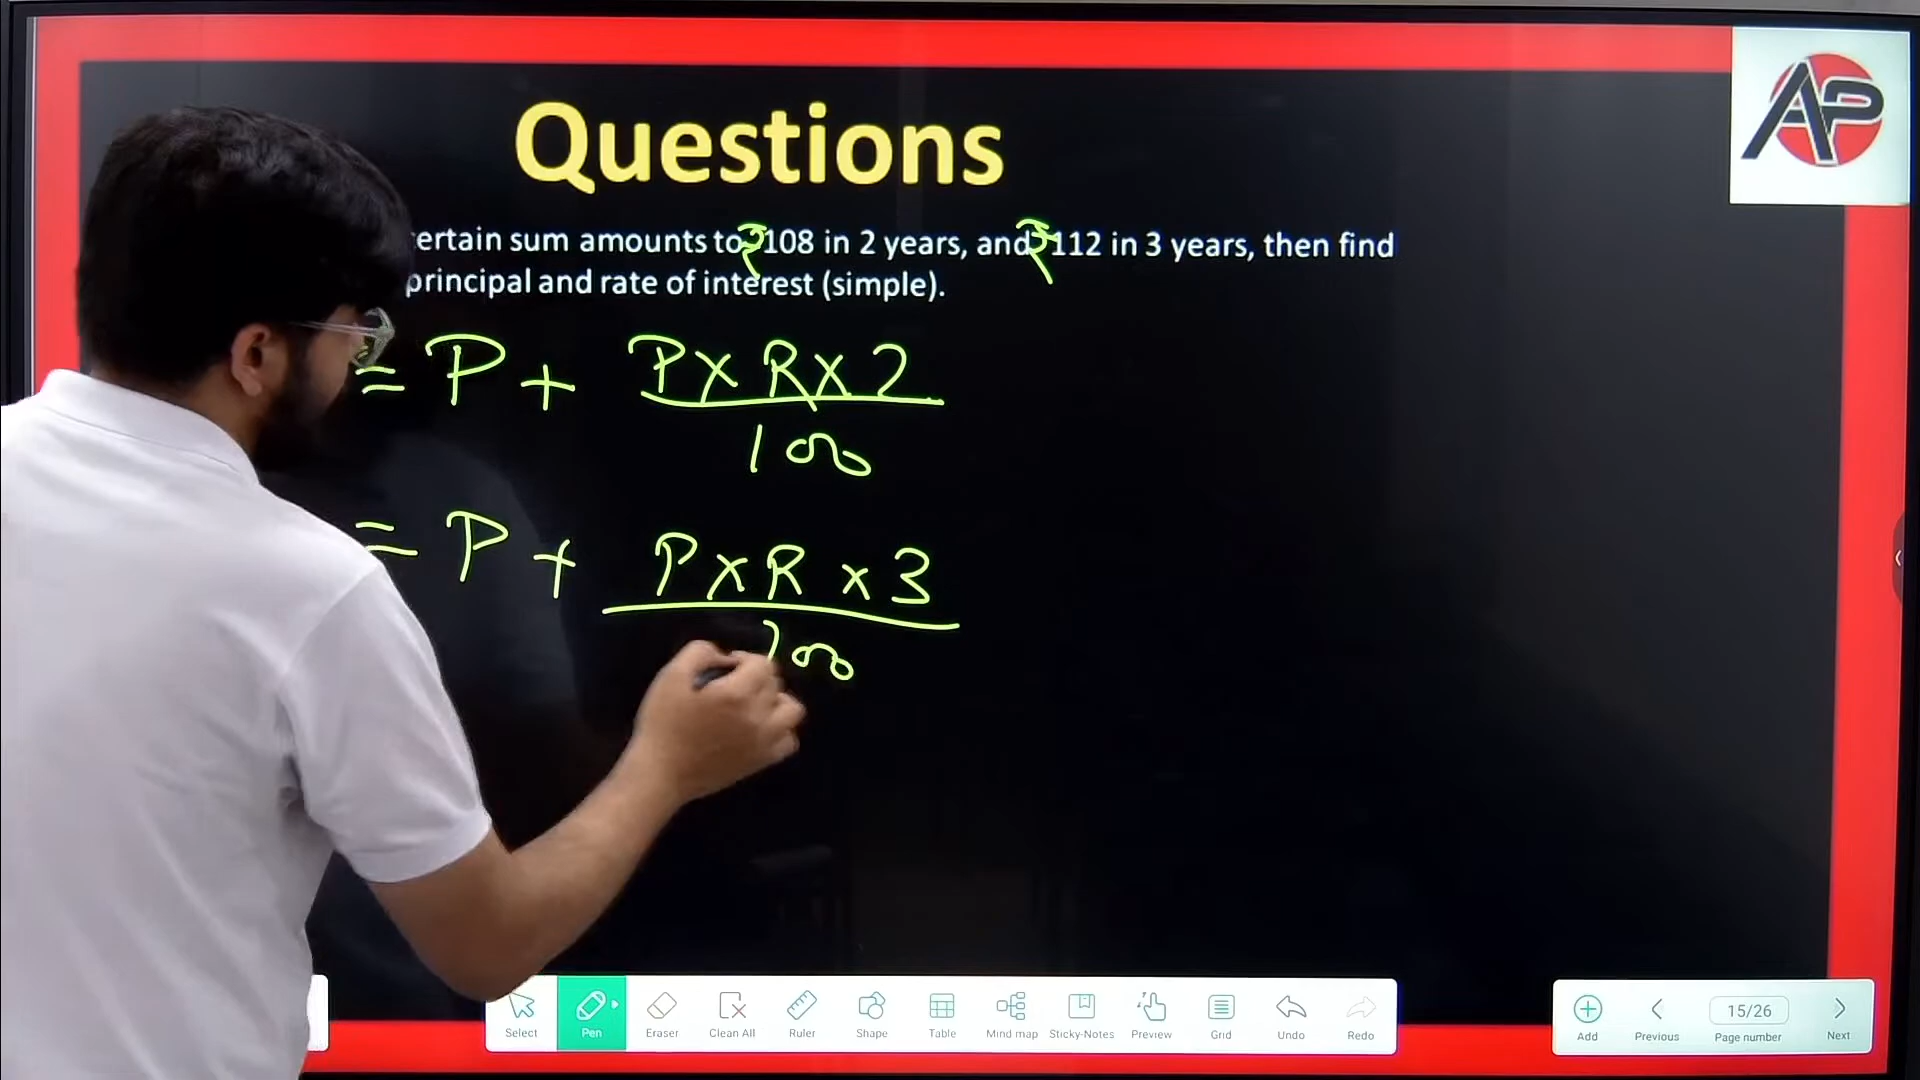 AP
Questions
ertain sum amounts to ₹108 in 2 years, and ₹112 in 3 years, then find
principal and rate of interest (simple).
= P + P × R × 2
100
= P + P × R × 3
100
Select Pen Eraser Clean All Ruler Shape Table Mind map Sticky-Notes Preview Grid Undo Redo
Add Previous 15/26 Page number Next